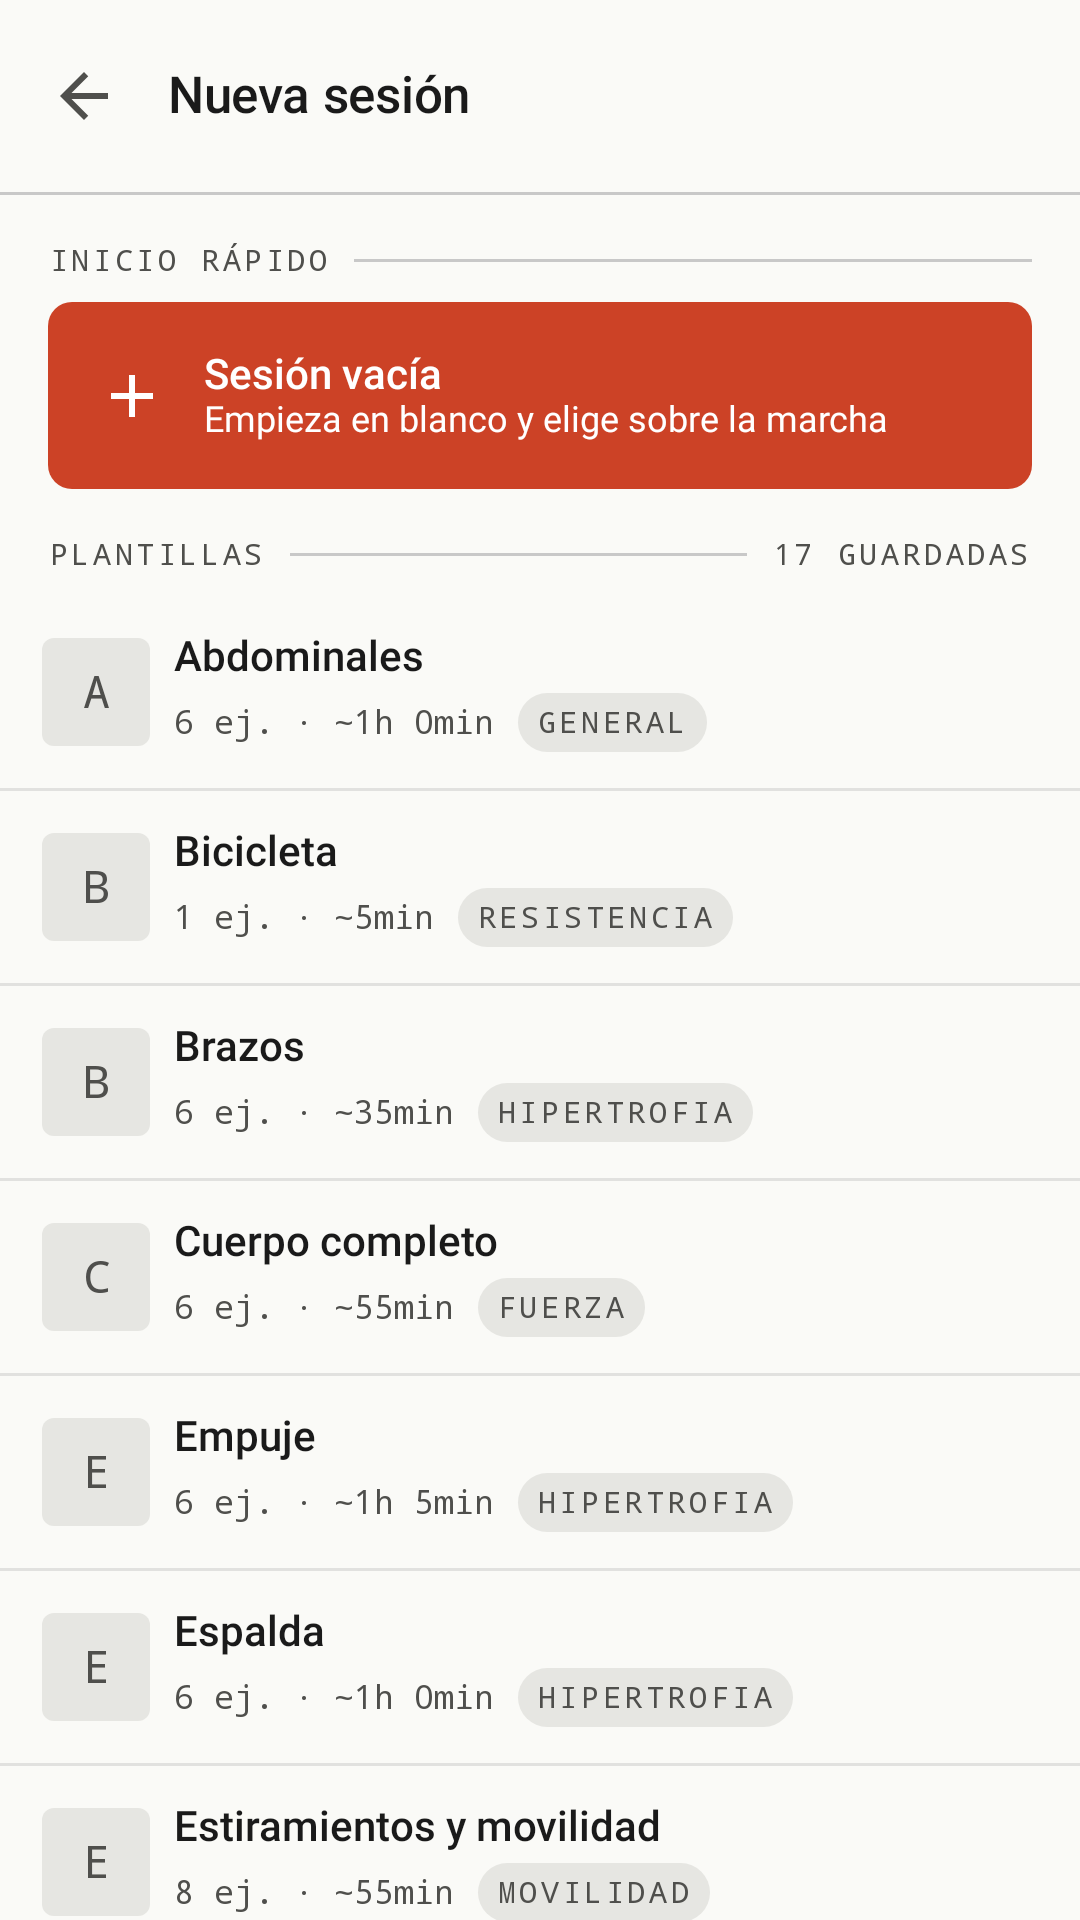 Nueva sesión
INICIO RÁPIDO
Sesión vacía
Empieza en blanco y elige sobre la marcha
PLANTILLAS 17 GUARDADAS
A
Abdominales
6 ej. · ~1h 0min GENERAL
B
Bicicleta
1 ej. · ~5min RESISTENCIA
B
Brazos
6 ej. · ~35min HIPERTROFIA
C
Cuerpo completo
6 ej. · ~55min FUERZA
E
Empuje
6 ej. · ~1h 5min HIPERTROFIA
E
Espalda
6 ej. · ~1h 0min HIPERTROFIA
E
Estiramientos y movilidad
8 ej. · ~55min MOVILIDAD